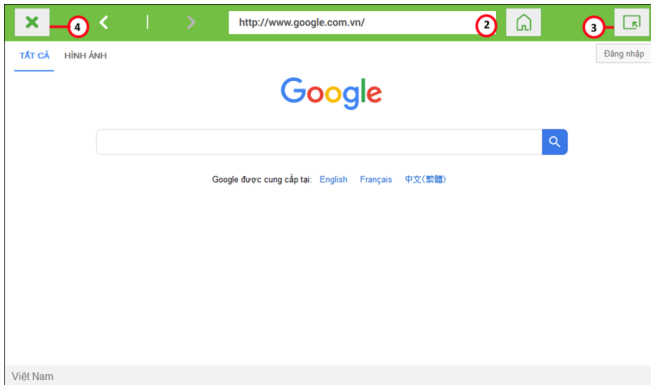 4 http://www.google.com.vn/ 2 3
TẤT CẢ HÌNH ẢNH Đăng nhập
Google
Google được cung cấp tại: English Français 中文(繁體)
Việt Nam